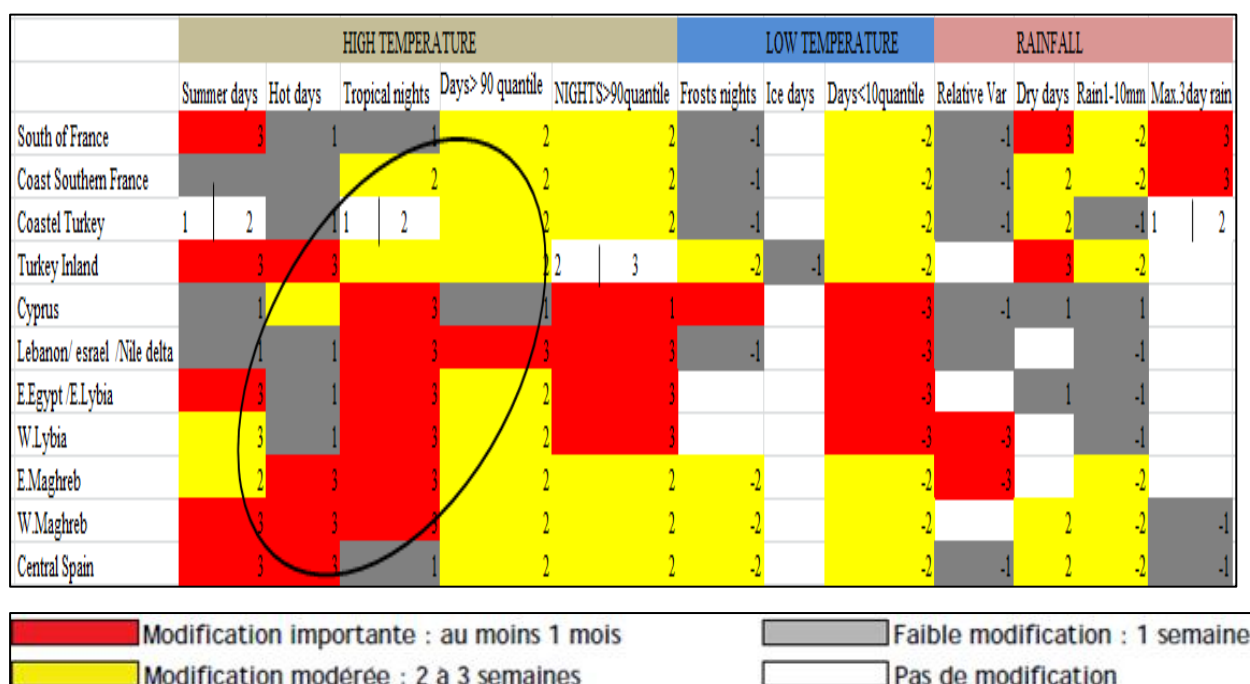 HIGH TEMPERATURE LOW TEMPERATURE RAINFALL
Summer days Hot days Tropical nights Days> 90 quantile NIGHTS>90quantile Frosts nights Ice days Days<10quantile Relative Var Dry days Rain1-10mm Max.3day rain
South of France 3 1 1 2 2 -1 -2 -1 3 -2 3
Coast Southern France 2 2 2 -1 -2 -1 2 -2 3
Coastel Turkey 1 2 1 1 2 2 2 -1 -2 -1 2 -1 1 2
Turkey Inland 3 3 2 2 3 -2 -1 -2 3 -2
Cyprus 1 3 1 1 -3 -1 1 1
Lebanon/ esrael /Nile delta 1 1 3 3 3 -1 -3 -1
E.Egypt /E.Lybia 3 1 3 2 3 -3 1 -1
W.Lybia 3 1 3 2 3 -3 -3 -1
E.Maghreb 2 3 3 2 2 -2 -2 -3 -2
W.Maghreb 3 3 3 2 2 -2 -2 2 -2 -1
Central Spain 3 3 1 2 2 -2 -2 -1 2 -2 -1
Modification importante : au moins 1 mois Faible modification : 1 semaine
Modification modérée : 2 à 3 semaines Pas de modification